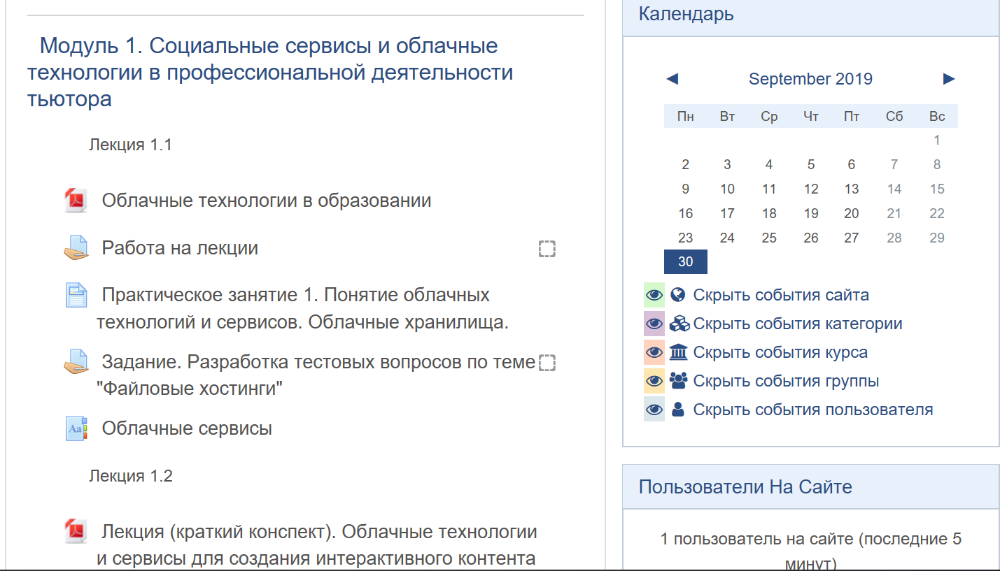 Модуль 1. Социальные сервисы и облачные
технологии в профессиональной деятельности
тьютора
Лекция 1.1
Облачные технологии в образовании
Работа на лекции
Практическое занятие 1. Понятие облачных
технологий и сервисов. Облачные хранилища.
Задание. Разработка тестовых вопросов по теме
"Файловые хостинги"
Aa
Облачные сервисы
Лекция 1.2
Лекция (краткий конспект). Облачные технологии
и сервисы для создания интерактивного контента
Календарь
◀ September 2019 ▶
Пн Вт Ср Чт Пт Сб Вс
1
2 3 4 5 6 7 8
9 10 11 12 13 14 15
16 17 18 19 20 21 22
23 24 25 26 27 28 29
30
Скрыть события сайта
Скрыть события категории
Скрыть события курса
Скрыть события группы
Скрыть события пользователя
Пользователи На Сайте
1 пользователь на сайте (последние 5
минут)